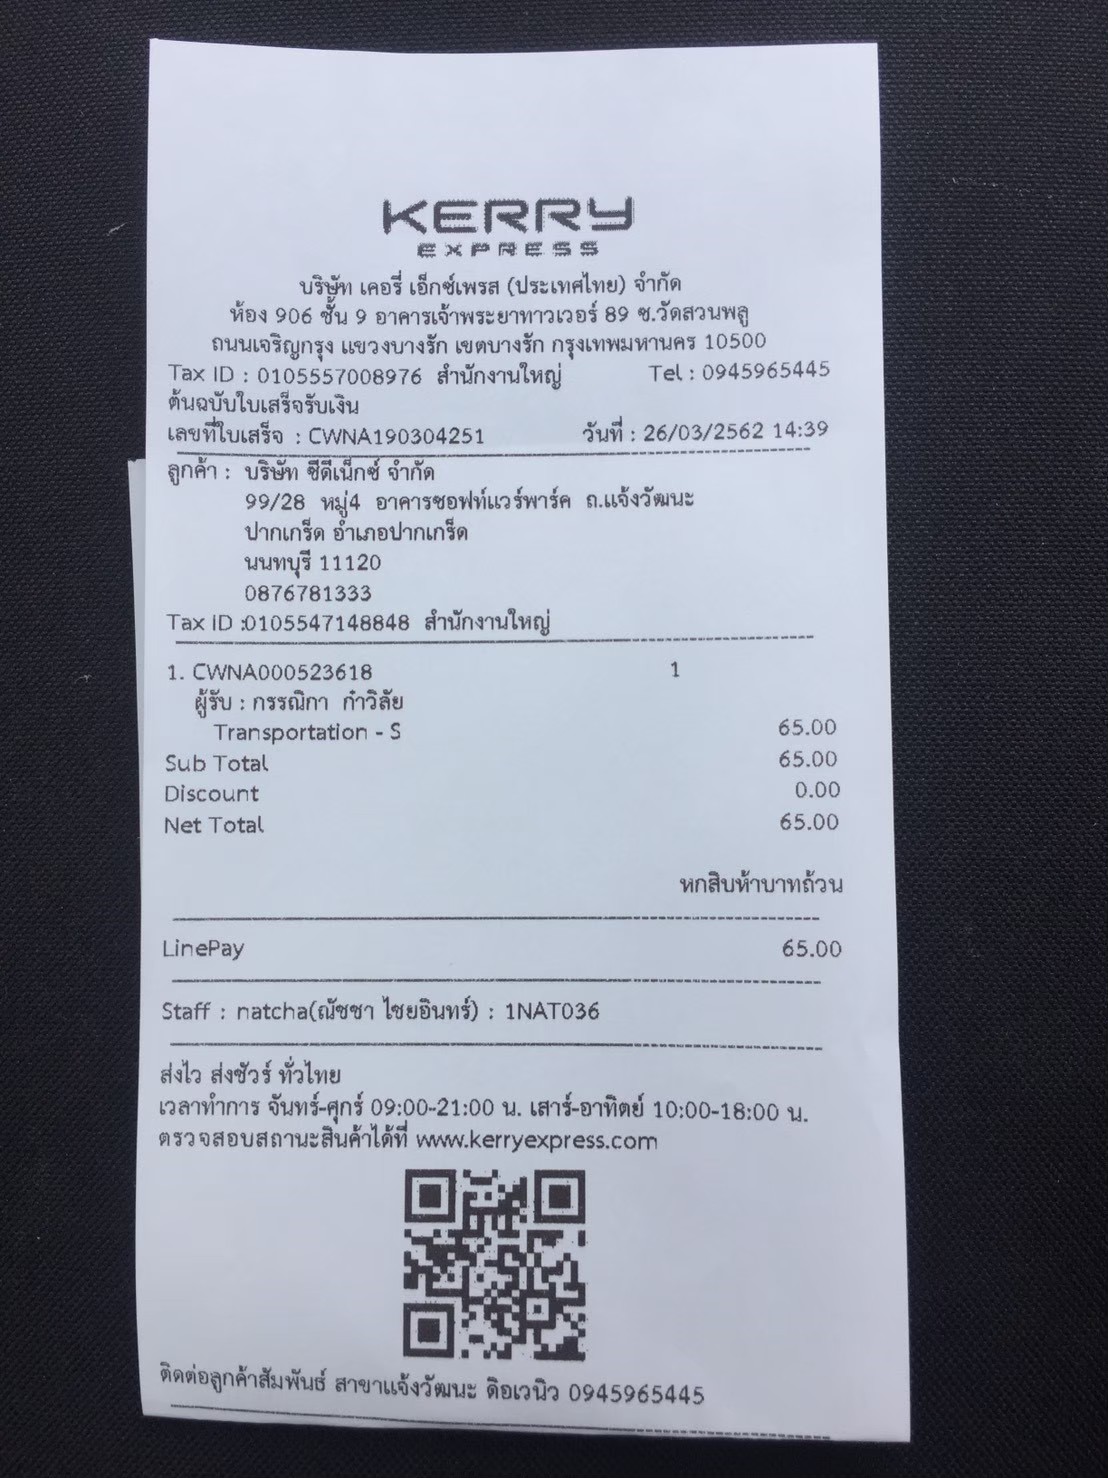 KERRY
EXPRESS
บริษัท เคอรี่ เอ็กซ์เพรส (ประเทศไทย) จำกัด
ห้อง 906 ชั้น 9 อาคารเจ้าพระยาทาวเวอร์ 89 ซ.วัดสวนพลู
ถนนเจริญกรุง แขวงบางรัก เขตบางรัก กรุงเทพมหานคร 10500
Tax ID : 0105557008976 สำนักงานใหญ่ Tel : 0945965445
ต้นฉบับใบเสร็จรับเงิน
เลขที่ใบเสร็จ : CWNA190304251 วันที่ : 26/03/2562 14:39
ลูกค้า : บริษัท ซีดีเน็กซ์ จำกัด
99/28 หมู่4 อาคารซอฟท์แวร์พาร์ค ถ.แจ้งวัฒนะ
ปากเกร็ด อำเภอปากเกร็ด
นนทบุรี 11120
0876781333
Tax ID :0105547148848 สำนักงานใหญ่
1. CWNA000523618 1
ผู้รับ : กรรณิกา ก๋าวิลัย
Transportation - S 65.00
Sub Total 65.00
Discount 0.00
Net Total 65.00
หกสิบห้าบาทถ้วน
LinePay 65.00
Staff : natcha(ณัชชา ไชยอินทร์) : 1NAT036
ส่งไว ส่งชัวร์ ทั่วไทย
เวลาทำการ จันทร์-ศุกร์ 09:00-21:00 น. เสาร์-อาทิตย์ 10:00-18:00 น.
ตรวจสอบสถานะสินค้าได้ที่ www.kerryexpress.com
ติดต่อลูกค้าสัมพันธ์ สาขาแจ้งวัฒนะ ดิอเวนิว 0945965445